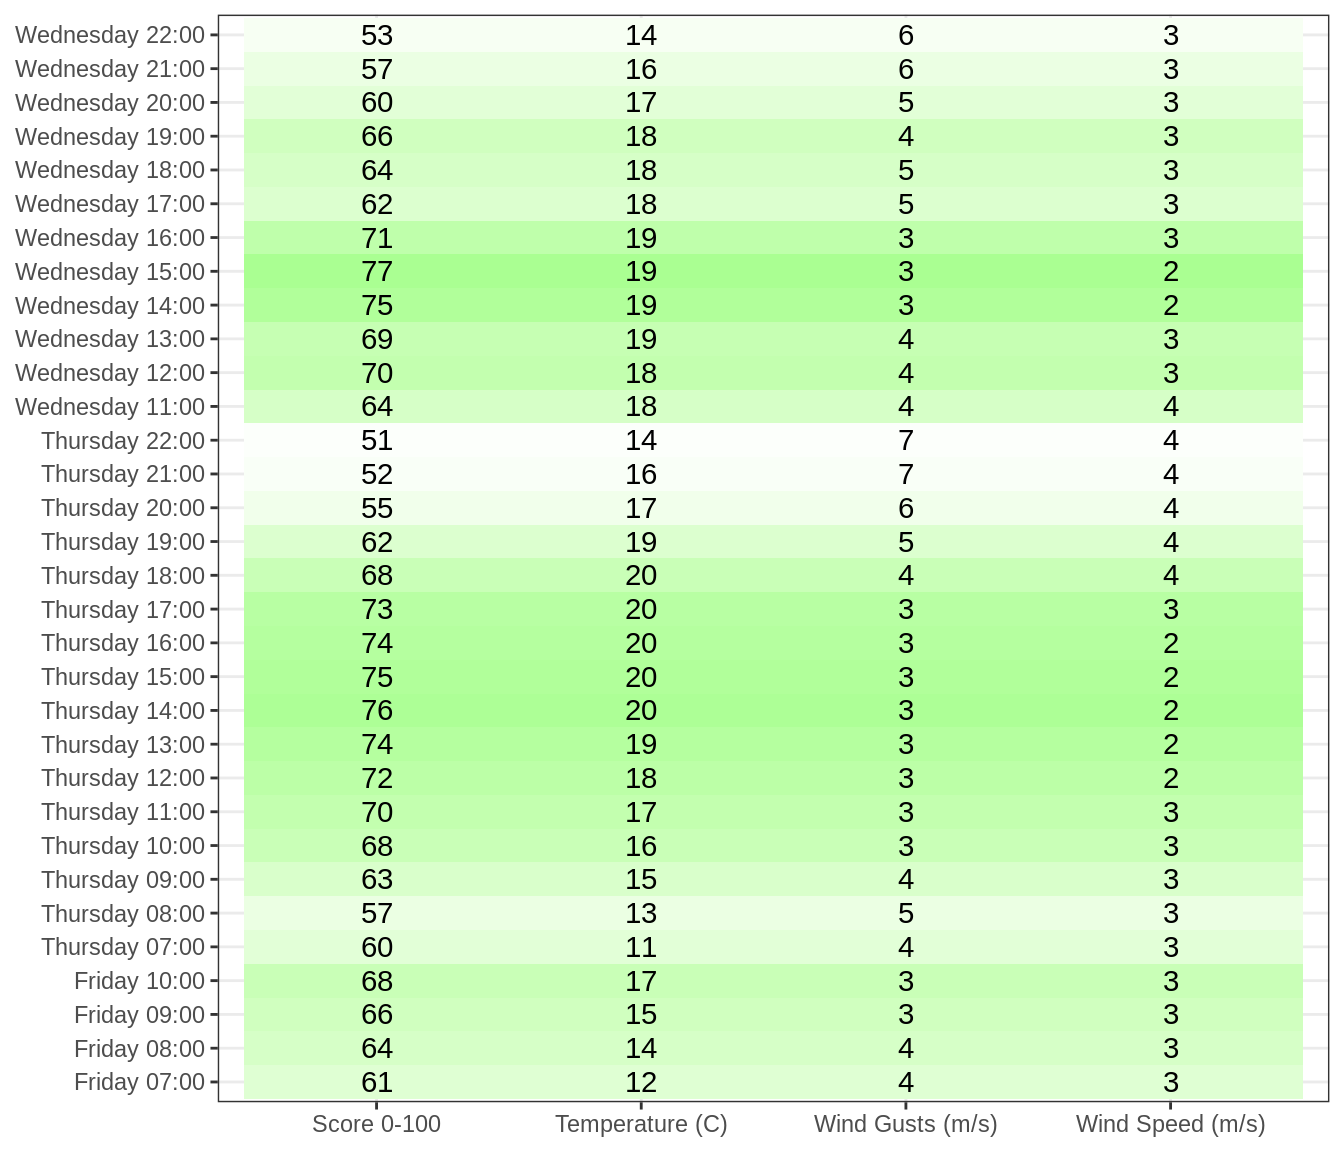 Wednesday 22:00 53 14 6 3
Wednesday 21:00 57 16 6 3
Wednesday 20:00 60 17 5 3
Wednesday 19:00 66 18 4 3
Wednesday 18:00 64 18 5 3
Wednesday 17:00 62 18 5 3
Wednesday 16:00 71 19 3 3
Wednesday 15:00 77 19 3 2
Wednesday 14:00 75 19 3 2
Wednesday 13:00 69 19 4 3
Wednesday 12:00 70 18 4 3
Wednesday 11:00 64 18 4 4
Thursday 22:00 51 14 7 4
Thursday 21:00 52 16 7 4
Thursday 20:00 55 17 6 4
Thursday 19:00 62 19 5 4
Thursday 18:00 68 20 4 4
Thursday 17:00 73 20 3 3
Thursday 16:00 74 20 3 2
Thursday 15:00 75 20 3 2
Thursday 14:00 76 20 3 2
Thursday 13:00 74 19 3 2
Thursday 12:00 72 18 3 2
Thursday 11:00 70 17 3 3
Thursday 10:00 68 16 3 3
Thursday 09:00 63 15 4 3
Thursday 08:00 57 13 5 3
Thursday 07:00 60 11 4 3
Friday 10:00 68 17 3 3
Friday 09:00 66 15 3 3
Friday 08:00 64 14 4 3
Friday 07:00 61 12 4 3
Score 0-100 Temperature (C) Wind Gusts (m/s) Wind Speed (m/s)